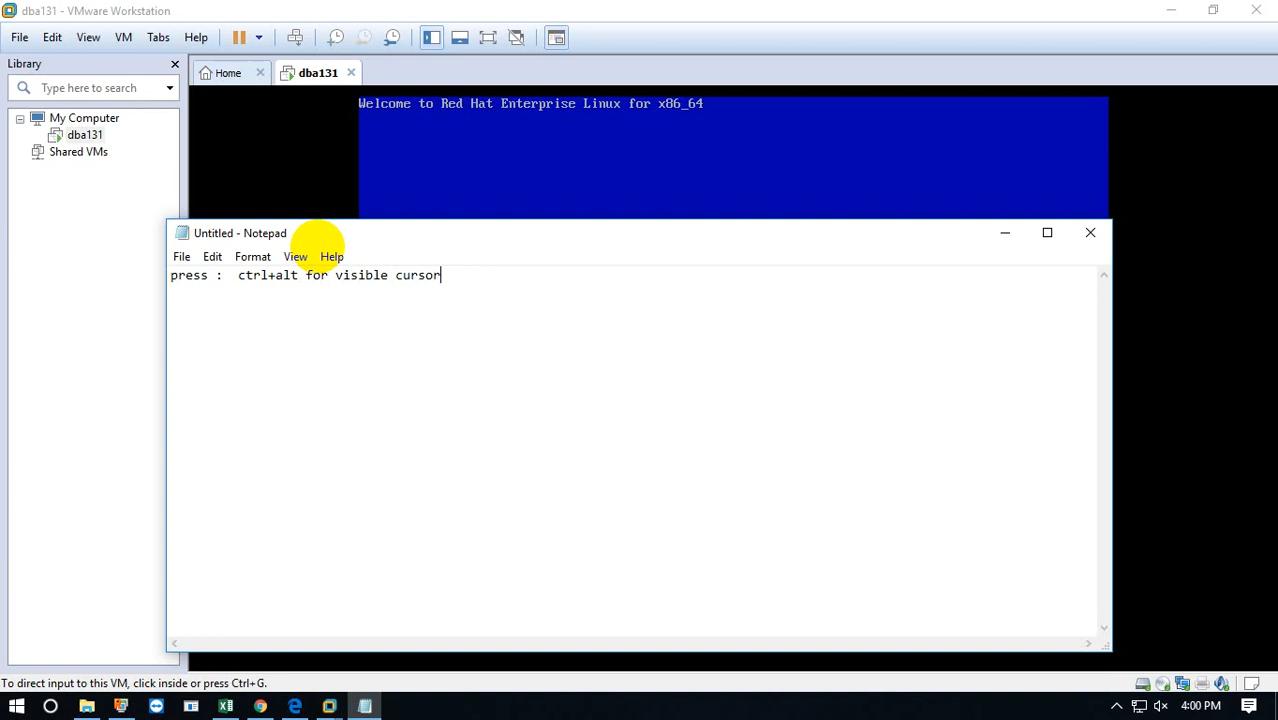 dba131 - VMware Workstation
File Edit View VM Tabs Help
Library
Home
dba131
Type here to search
Welcome to Red Hat Enterprise Linux for x86_64
My Computer
dba131
Shared VMs
Untitled - Notepad
File Edit Format View Help
press :  ctrl+alt for visible cursor
To direct input to this VM, click inside or press Ctrl+G.
4:00 PM